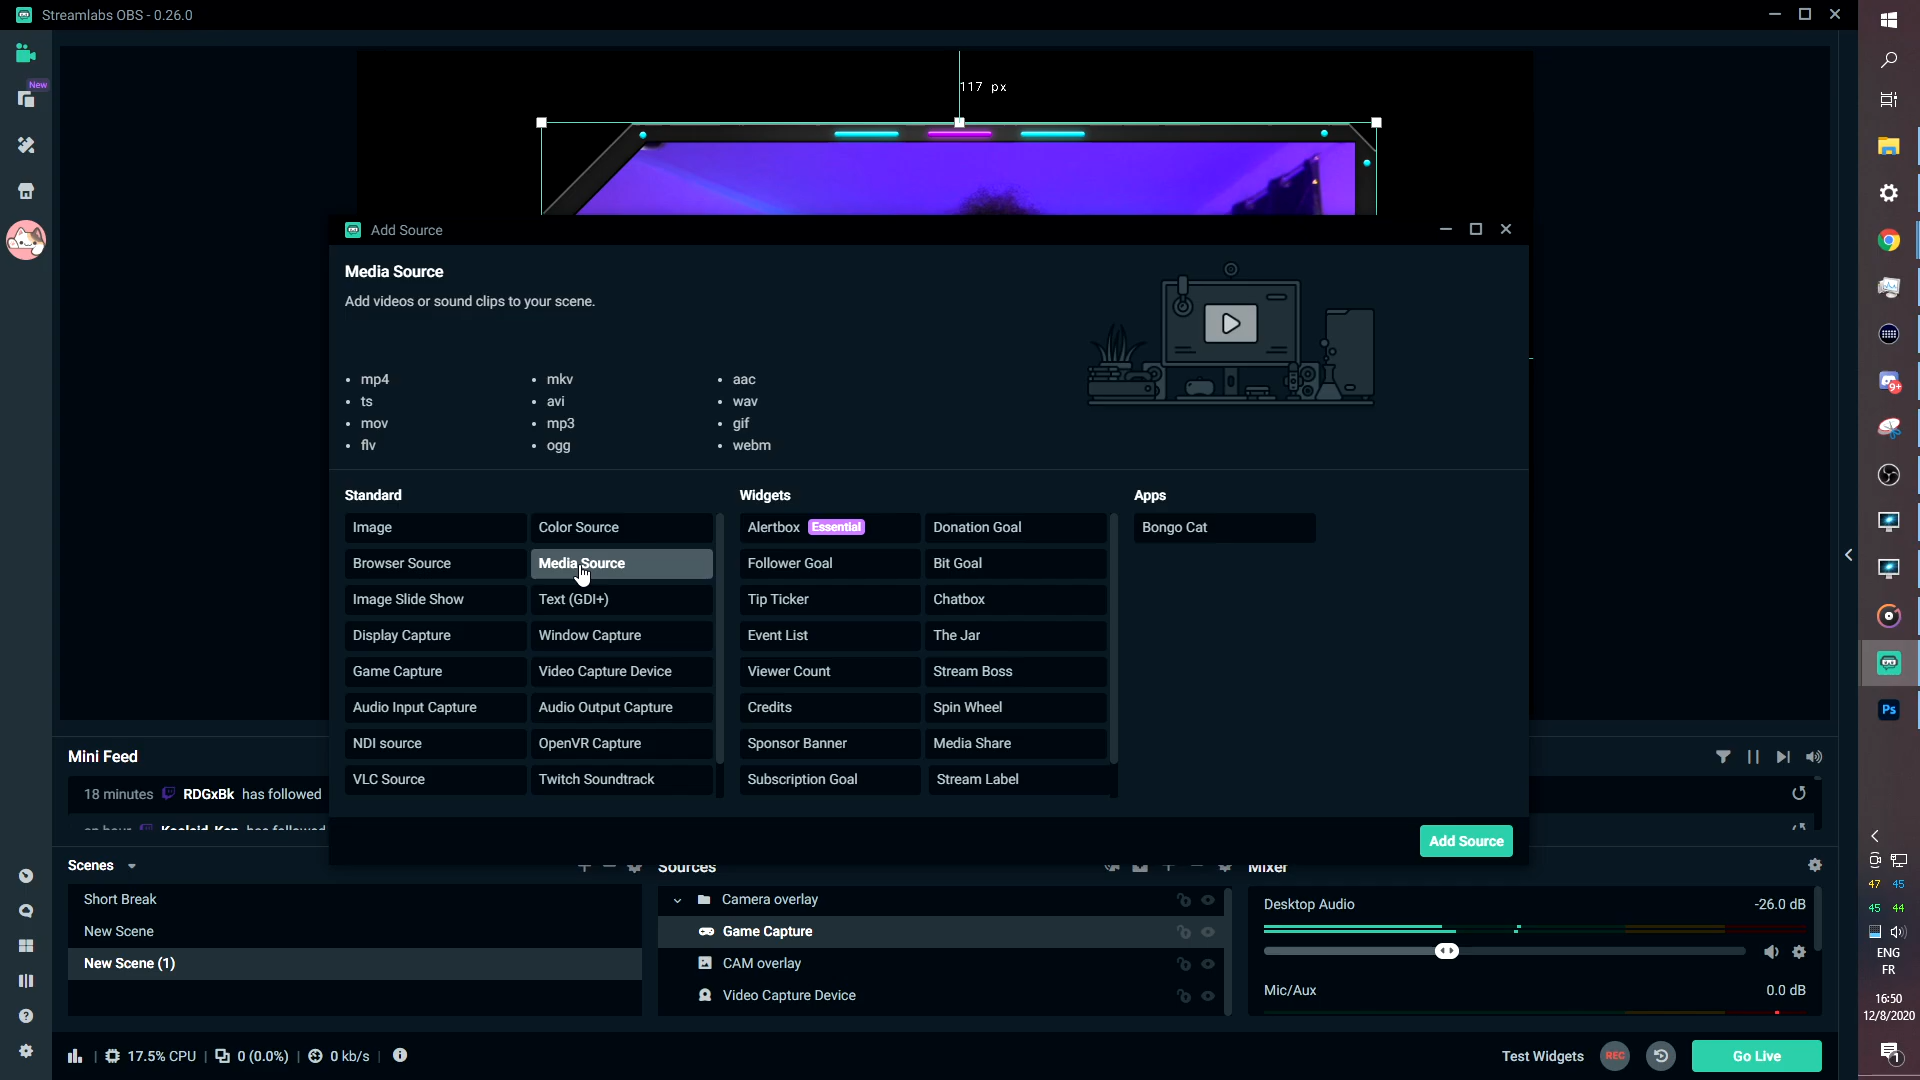 Streamlabs OBS - 0.26.0
New
117 px
Add Source
Media Source
Add videos or sound clips to your scene.
mp4
mkv
aac
ts
avi
wav
mov
mp3
gif
flv
ogg
webm
Standard
Widgets
Apps
Image
Color Source
Alertbox Essential
Donation Goal
Bongo Cat
Browser Source
Media Source
Follower Goal
Bit Goal
Image Slide Show
Text (GDI+)
Tip Ticker
Chatbox
Display Capture
Window Capture
Event List
The Jar
Game Capture
Video Capture Device
Viewer Count
Stream Boss
Audio Input Capture
Audio Output Capture
Credits
Spin Wheel
NDI source
OpenVR Capture
Sponsor Banner
Media Share
VLC Source
Twitch Soundtrack
Subscription Goal
Stream Label
Add Source
Mini Feed
18 minutes RDGxBk has followed
Scenes
Short Break
New Scene
New Scene (1)
Sources
Camera overlay
Game Capture
CAM overlay
Video Capture Device
Mixer
Desktop Audio
-26.0 dB
Mic/Aux
0.0 dB
17.5% CPU
0 (0.0%)
0 kb/s
Test Widgets
REC
Go Live
9+
Ps
47 45
45 44
ENG
FR
16:50
12/8/2020
1